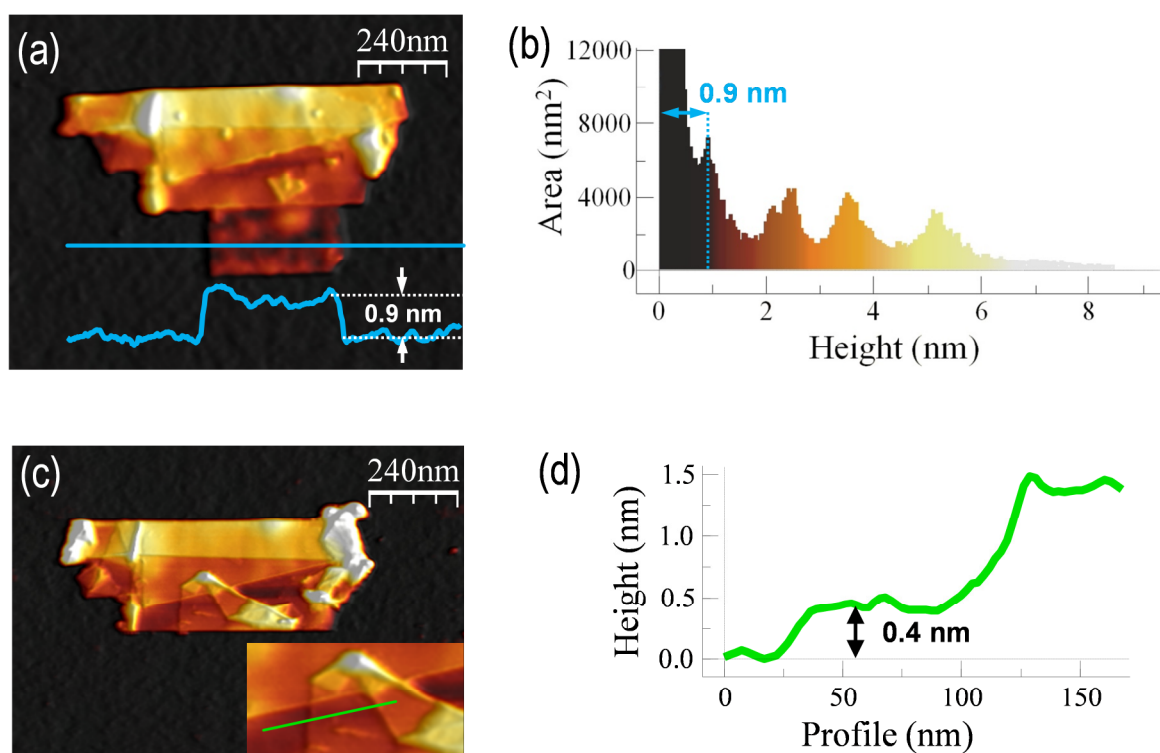 (a)
240nm
0.9 nm
(b)
12000
8000
4000
0
Area (nm²)
0.9 nm
0
2
4
6
8
Height (nm)
(c)
240nm
(d)
1.5
1.0
0.5
0.0
Height (nm)
0.4 nm
0
50
100
150
Profile (nm)